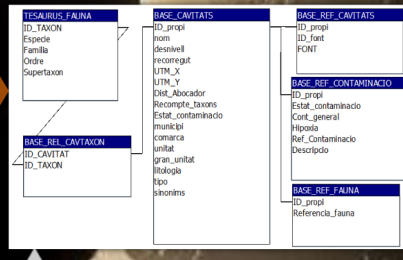 TESAURUS_FAUNA
ID_TAXON
Especie
Familia
Ordre
Supertaxon
BASE_REL_CAVTAXON
ID_CAVITAT
ID_TAXON
BASE_CAVITATS
ID_propi
nom
desnivell
recorregut
UTM_X
UTM_Y
Dist_Abocador
Recompte_taxons
Estat_contaminacio
municipi
comarca
unitat
gran_unitat
litologia
tipo
sinonims
BASE_REF_CAVITATS
ID_propi
ID_font
FONT
BASE_REF_CONTAMINACIO
ID_propi
Estat_contaminacio
Cont_general
Hipoxia
Ref_Contaminacio
Descripcio
BASE_REF_FAUNA
ID_propi
Referencia_fauna